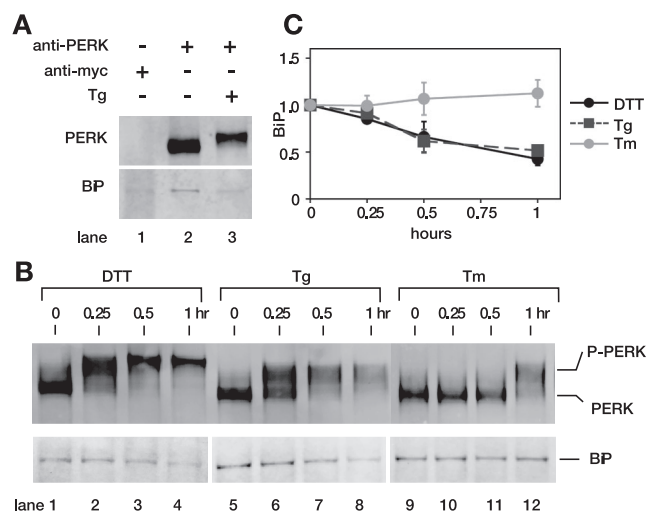 A
anti-PERK - + +
anti-myc + - -
Tg - - +
PERK
BiP
lane 1 2 3
C
1.5
1.0
0.5
0
BiP
0 0.25 0.5 0.75 1
hours
DTT
Tg
Tm
B
DTT Tg Tm
0 0.25 0.5 1 hr 0 0.25 0.5 1 hr 0 0.25 0.5 1 hr
P-PERK
PERK
BiP
lane 1 2 3 4 5 6 7 8 9 10 11 12